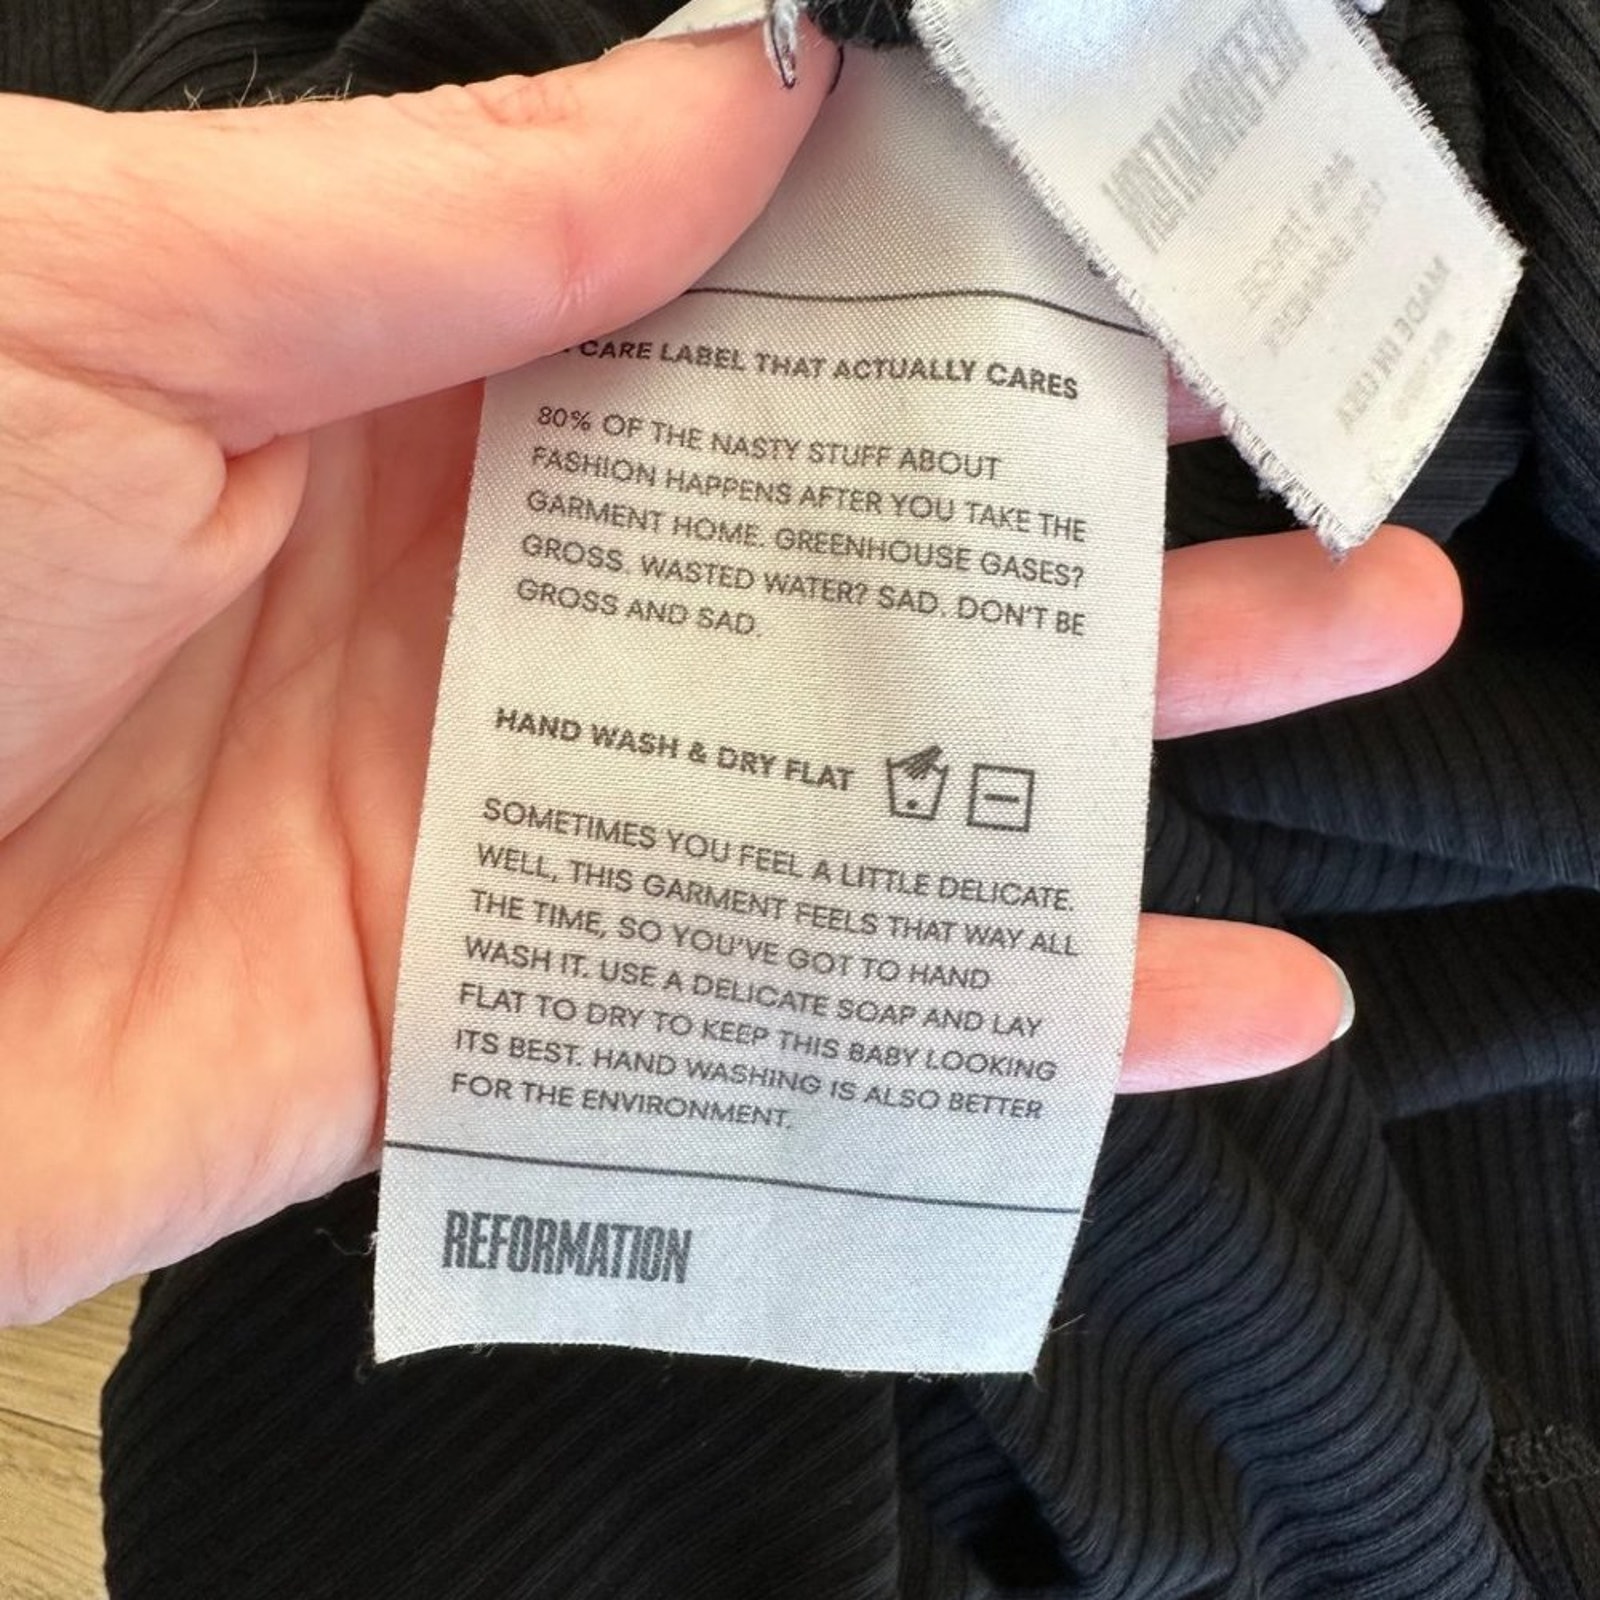 CARE LABEL THAT ACTUALLY CARES
80% OF THE NASTY STUFF ABOUT
FASHION HAPPENS AFTER YOU TAKE THE
GARMENT HOME. GREENHOUSE GASES?
GROSS. WASTED WATER? SAD. DON'T BE
GROSS AND SAD.
HAND WASH & DRY FLAT
SOMETIMES YOU FEEL A LITTLE DELICATE.
WELL, THIS GARMENT FEELS THAT WAY ALL
THE TIME, SO YOU'VE GOT TO HAND
WASH IT. USE A DELICATE SOAP AND LAY
FLAT TO DRY TO KEEP THIS BABY LOOKING
ITS BEST. HAND WASHING IS ALSO BETTER
FOR THE ENVIRONMENT.
REFORMATION
REFORMATION
MADE IN